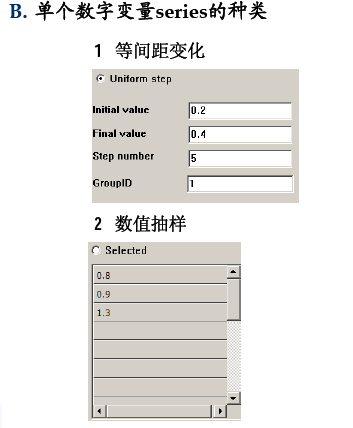 B. 单个数字变量series的种类
1 等间距变化
Uniform step
Initial value 0.2
Final value 0.4
Step number 5
GroupID 1
2 数值抽样
Selected
0.8
0.9
1.3